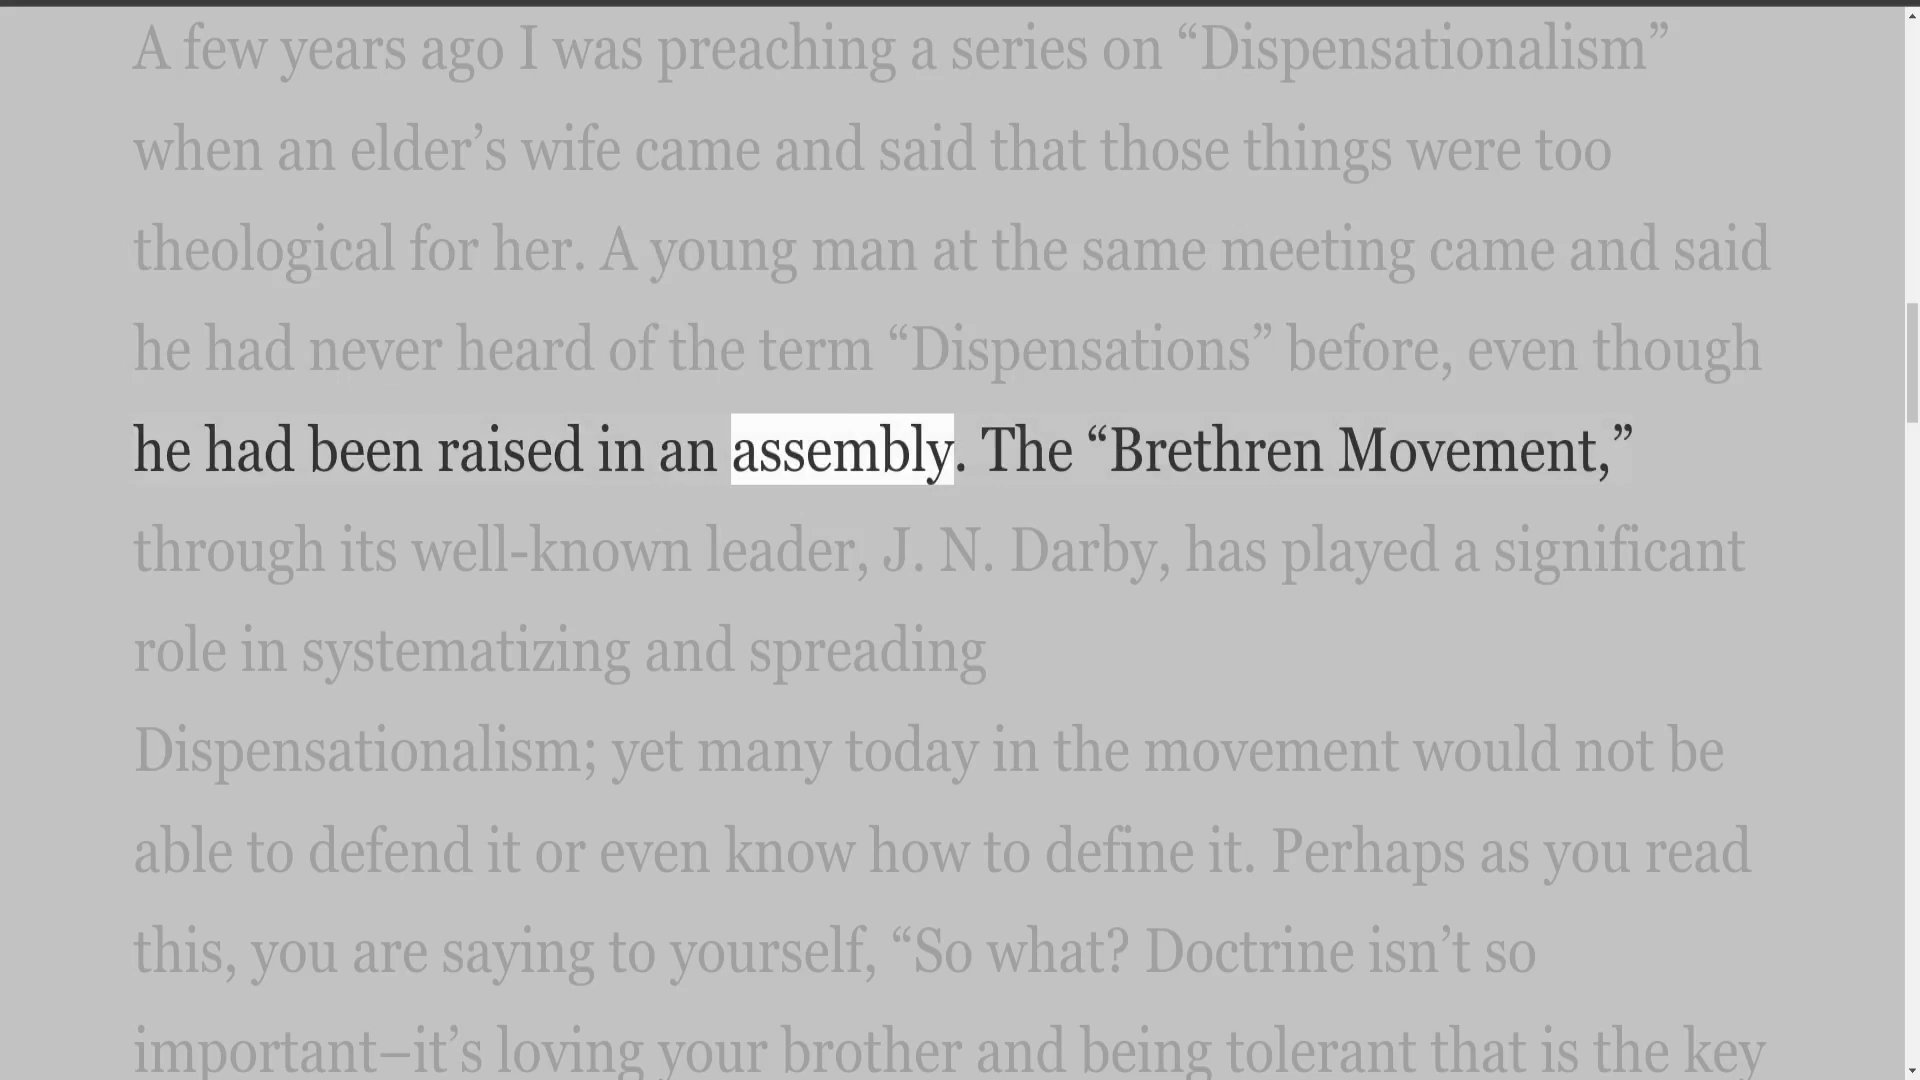 A few years ago I was preaching a series on “Dispensationalism”
when an elder’s wife came and said that those things were too
theological for her. A young man at the same meeting came and said
he had never heard of the term “Dispensations” before, even though
he had been raised in an assembly. The “Brethren Movement,”
through its well-known leader, J. N. Darby, has played a significant
role in systematizing and spreading
Dispensationalism; yet many today in the movement would not be
able to defend it or even know how to define it. Perhaps as you read
this, you are saying to yourself, “So what? Doctrine isn’t so
important–it’s loving your brother and being tolerant that is the key